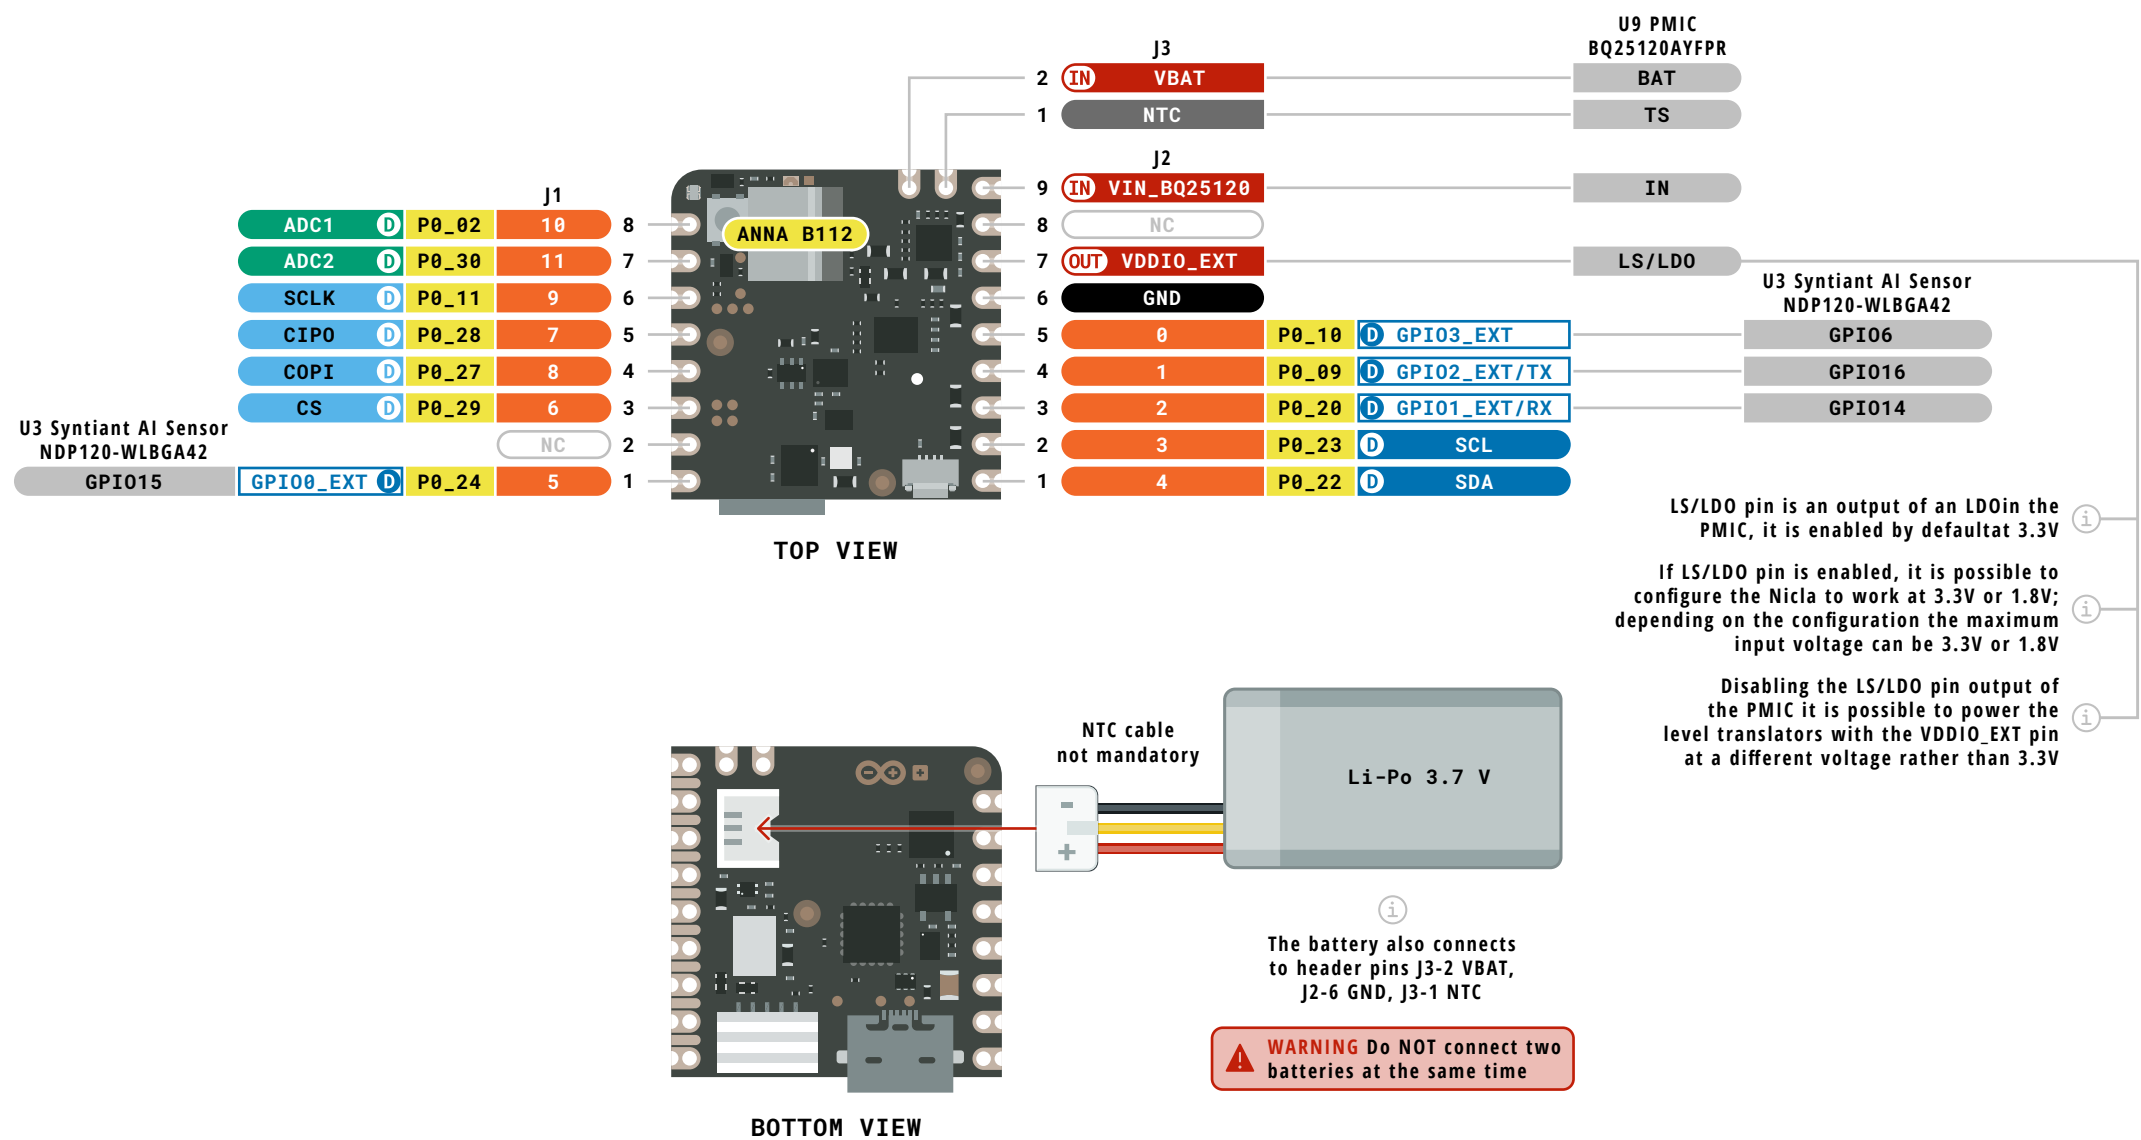 U9 PMIC
BQ25120AYFPR
J3
2 IN VBAT BAT
1 NTC TS
J2
9 IN VIN_BQ25120 IN
8 NC
7 OUT VDDIO_EXT LS/LDO
6 GND
U3 Syntiant AI Sensor
NDP120-WLBGA42
5 0 P0_10 D GPIO3_EXT GPIO6
4 1 P0_09 D GPIO2_EXT/TX GPIO16
3 2 P0_20 D GPIO1_EXT/RX GPIO14
2 3 P0_23 D SCL
1 4 P0_22 D SDA
J1
ADC1 D P0_02 10 8
ADC2 D P0_30 11 7
SCLK D P0_11 9 6
CIPO D P0_28 7 5
COPI D P0_27 8 4
CS D P0_29 6 3
NC 2
U3 Syntiant AI Sensor
NDP120-WLBGA42
GPIO15 GPIO0_EXT D P0_24 5 1
ANNA B112
TOP VIEW
i
LS/LDO pin is an output of an LDOin the
PMIC, it is enabled by defaultat 3.3V
i
If LS/LDO pin is enabled, it is possible to
configure the Nicla to work at 3.3V or 1.8V;
depending on the configuration the maximum
input voltage can be 3.3V or 1.8V
i
Disabling the LS/LDO pin output of
the PMIC it is possible to power the
level translators with the VDDIO_EXT pin
at a different voltage rather than 3.3V
NTC cable
not mandatory
-
+
Li-Po 3.7 V
i
The battery also connects
to header pins J3-2 VBAT,
J2-6 GND, J3-1 NTC
WARNING Do NOT connect two
batteries at the same time
BOTTOM VIEW